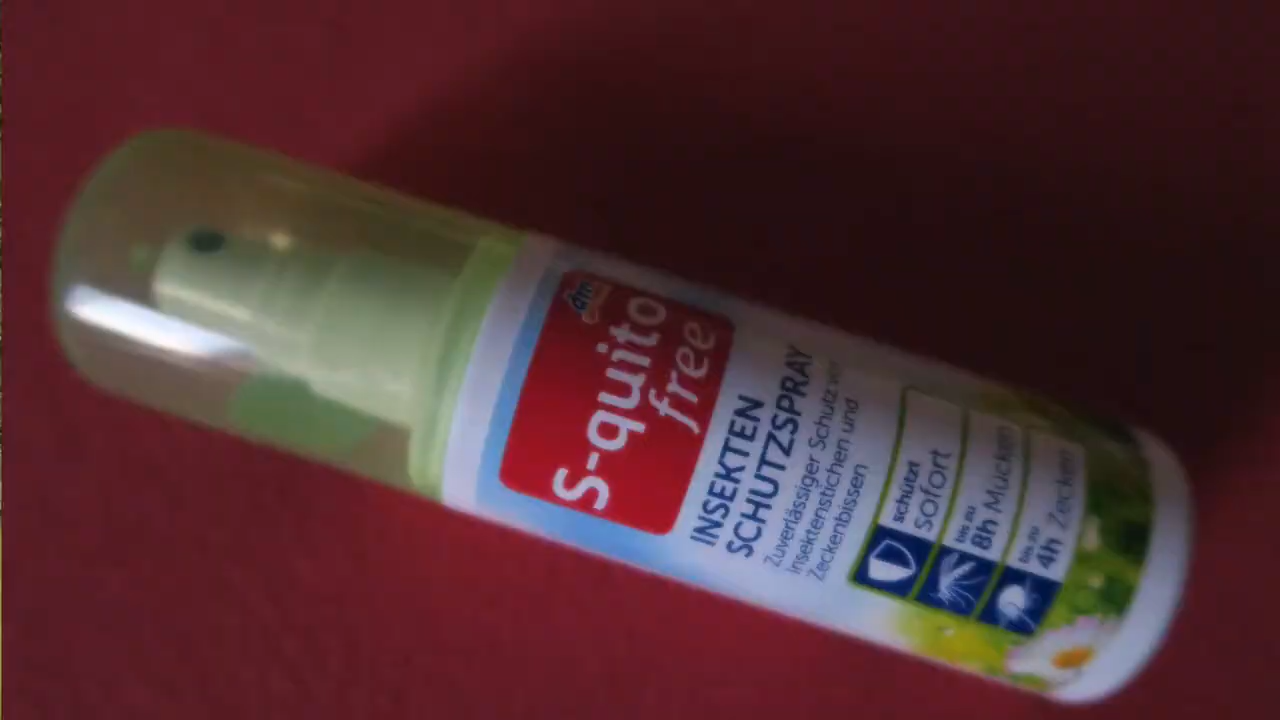 dm
S-quito
free
INSEKTEN
SCHUTZSPRAY
Zuverlässiger Schutz vor
Insektenstichen und
Zeckenbissen
schützt
sofort
bis zu
8h Mücken
bis zu
4h Zecken